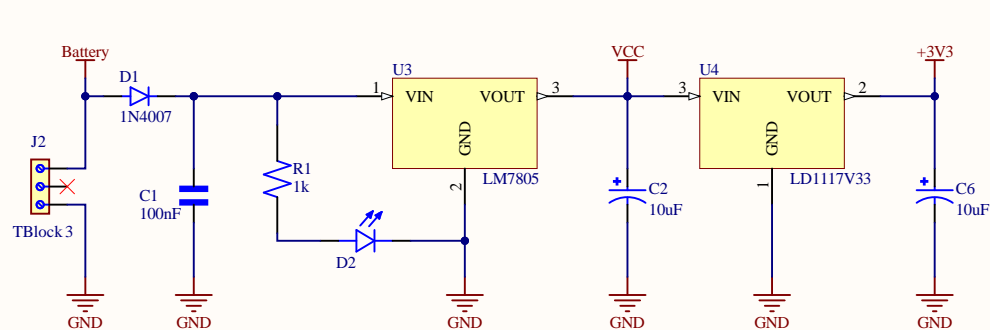 Battery
VCC
+3V3
D1
1N4007
U3
1
VIN
VOUT
3
GND
2
LM7805
U4
3
VIN
VOUT
2
GND
1
LD1117V33
J2
TBlock 3
C1
100nF
R1
1k
D2
C2
10uF
C6
10uF
GND
GND
GND
GND
GND
GND